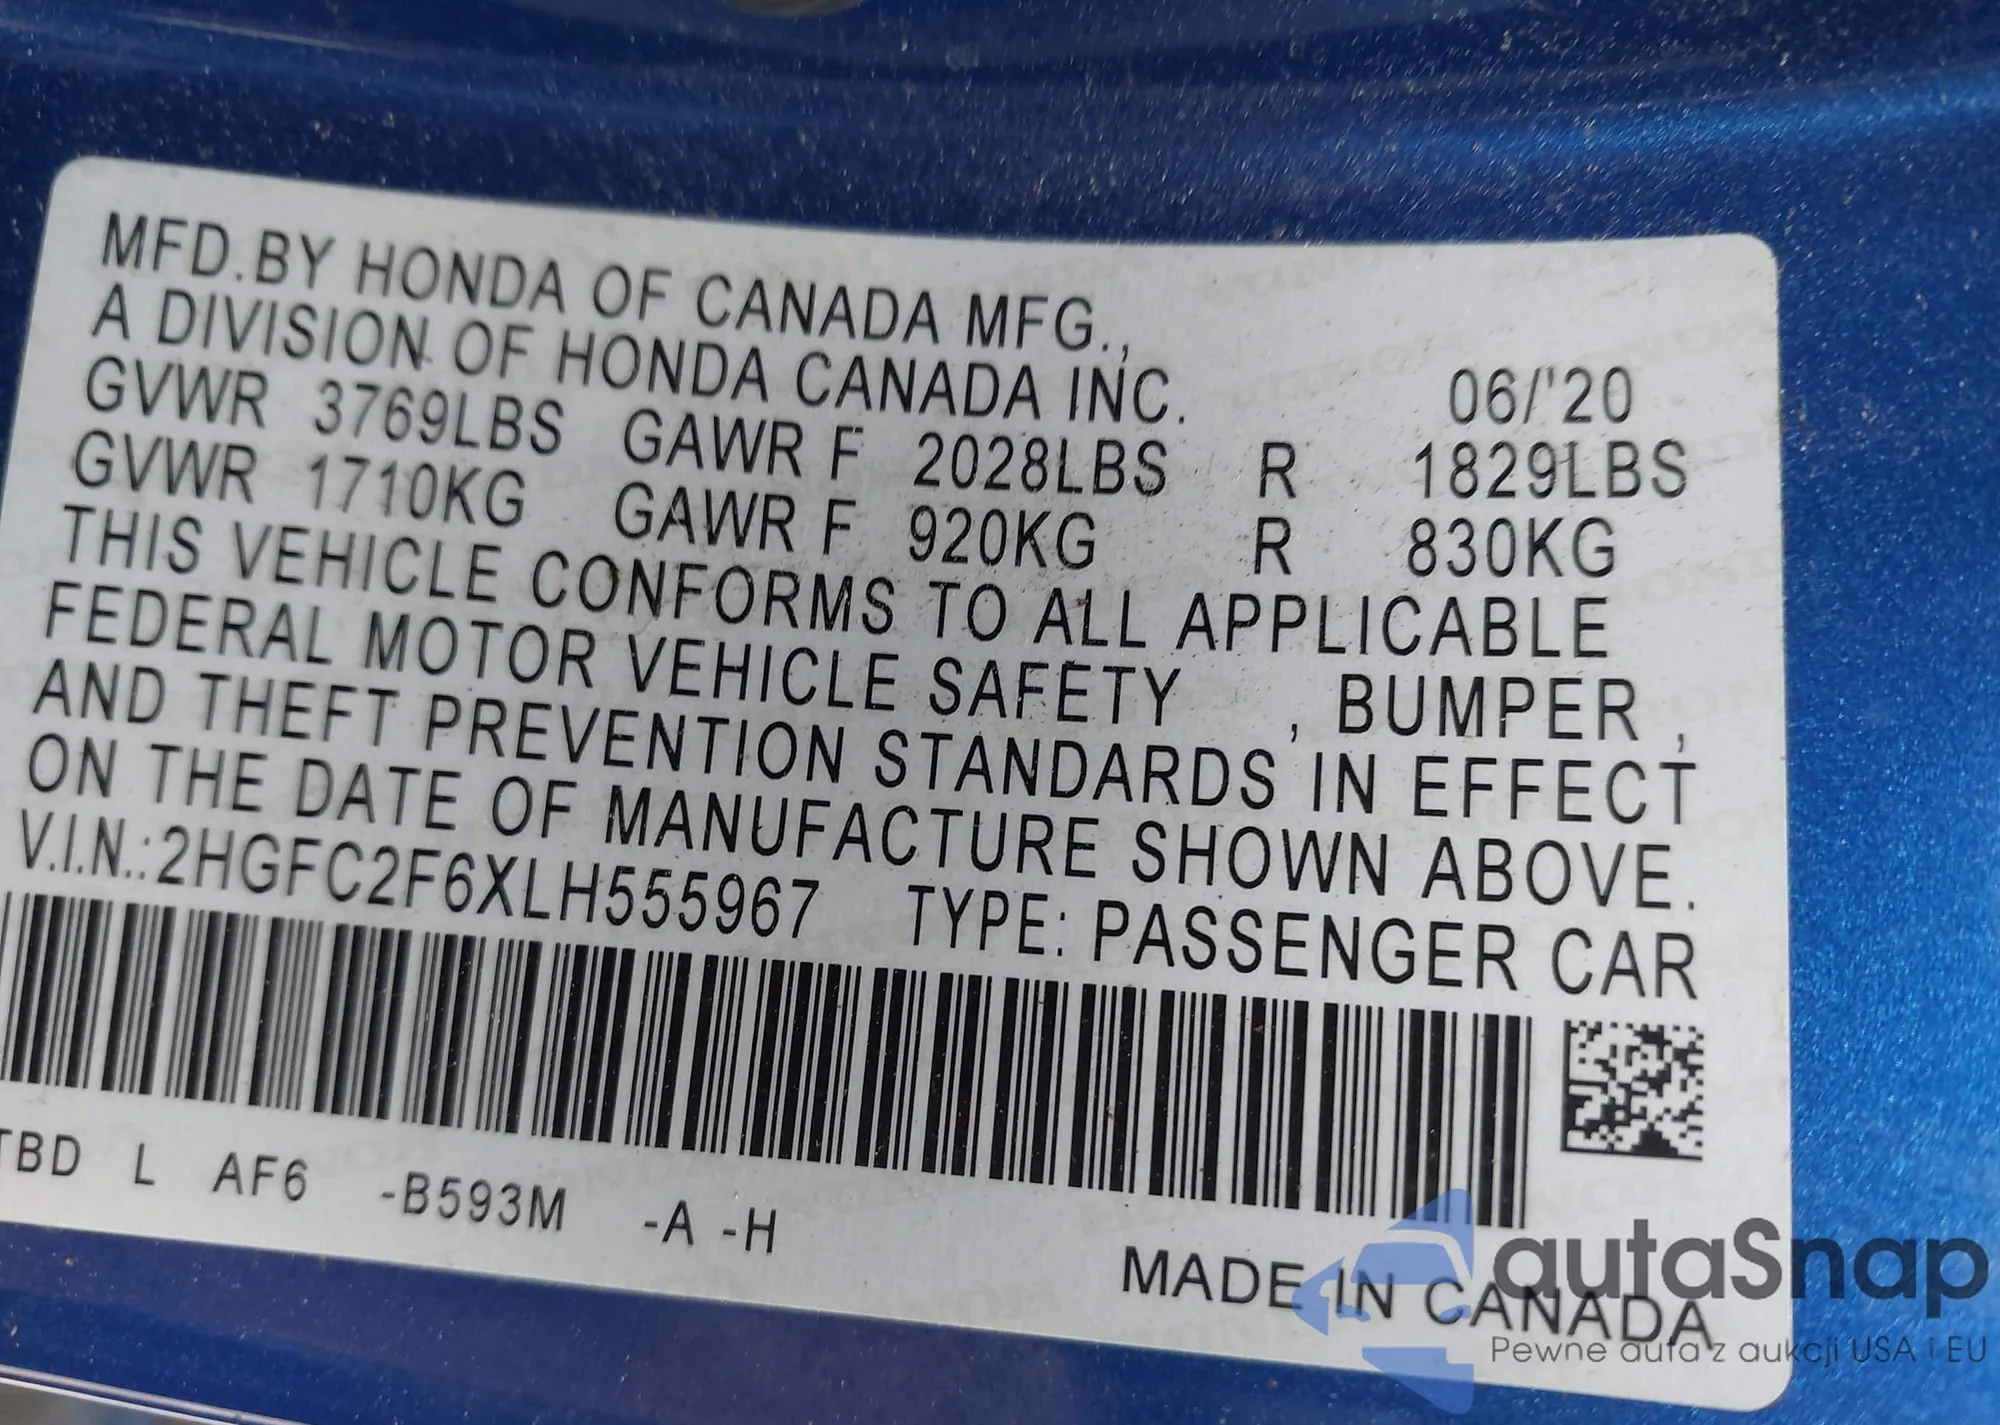 MFD.BY HONDA OF CANADA MFG.,
A DIVISION OF HONDA CANADA INC. 06/'20
GVWR 3769LBS GAWR F 2028LBS R 1829LBS
GVWR 1710KG GAWR F 920KG R 830KG
THIS VEHICLE CONFORMS TO ALL APPLICABLE
FEDERAL MOTOR VEHICLE SAFETY , BUMPER ,
AND THEFT PREVENTION STANDARDS IN EFFECT
ON THE DATE OF MANUFACTURE SHOWN ABOVE.
V.I.N.:2HGFC2F6XLH555967 TYPE: PASSENGER CAR
TBD L AF6 -B593M -A -H
MADE IN CANADA
autaSnap
Pewne auta z aukcji USA i EU